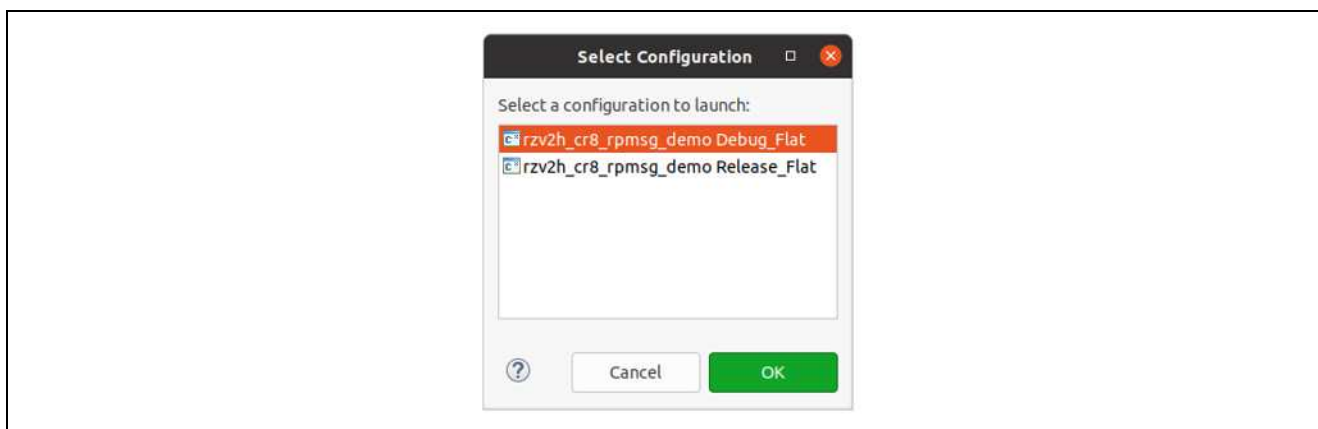 Select Configuration
Select a configuration to launch:
rzv2h_cr8_rpmsg_demo Debug_Flat
rzv2h_cr8_rpmsg_demo Release_Flat
?
Cancel
OK